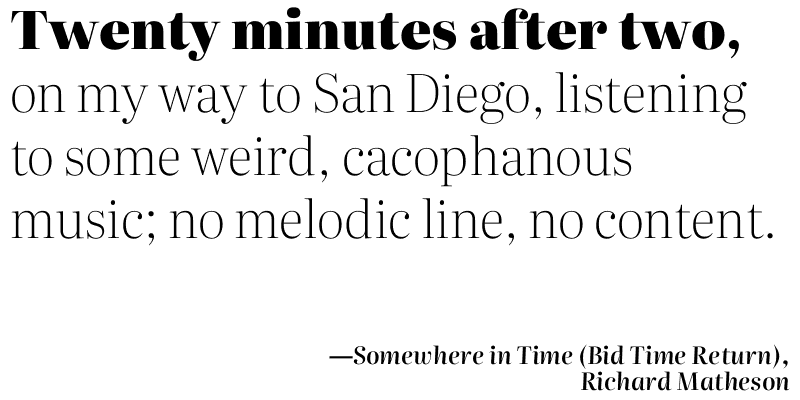 Twenty minutes after two,
on my way to San Diego, listening
to some weird, cacophanous
music; no melodic line, no content.
—Somewhere in Time (Bid Time Return),
Richard Matheson